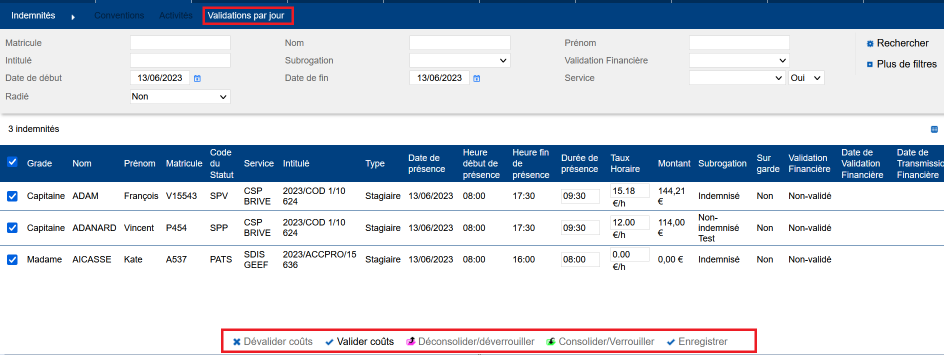 Indemnités Conventions Activités Validations par jour
Matricule Nom Prénom Rechercher
Intitulé Subrogation Validation Financière Plus de filtres
Date de début 13/06/2023 Date de fin 13/06/2023 Service Oui
Radié Non
3 indemnités
Grade Nom Prénom Matricule Code du Statut Service Intitulé Type Date de présence Heure début de présence Heure fin de présence Durée de présence Taux Horaire Montant Subrogation Sur garde Validation Financière Date de Validation Financière Date de Transmission Financière
Capitaine ADAM François V15543 SPV CSP BRIVE 2023/COD 1/10 624 Stagiaire 13/06/2023 08:00 17:30 09:30 15.18 €/h 144,21 € Indemnisé Non Non-validé
Capitaine ADANARD Vincent P454 SPP CSP BRIVE 2023/COD 1/10 624 Stagiaire 13/06/2023 08:00 17:30 09:30 12.00 €/h 114,00 € Non-indemnisé Test Non Non-validé
Madame AICASSE Kate A537 PATS SDIS GEEF 2023/ACCPRO/15 636 Stagiaire 13/06/2023 08:00 16:00 08:00 0.00 €/h 0,00 € Indemnisé Non Non-validé
Dévalider coûts Valider coûts Déconsolider/déverrouiller Consolider/Verrouiller Enregistrer